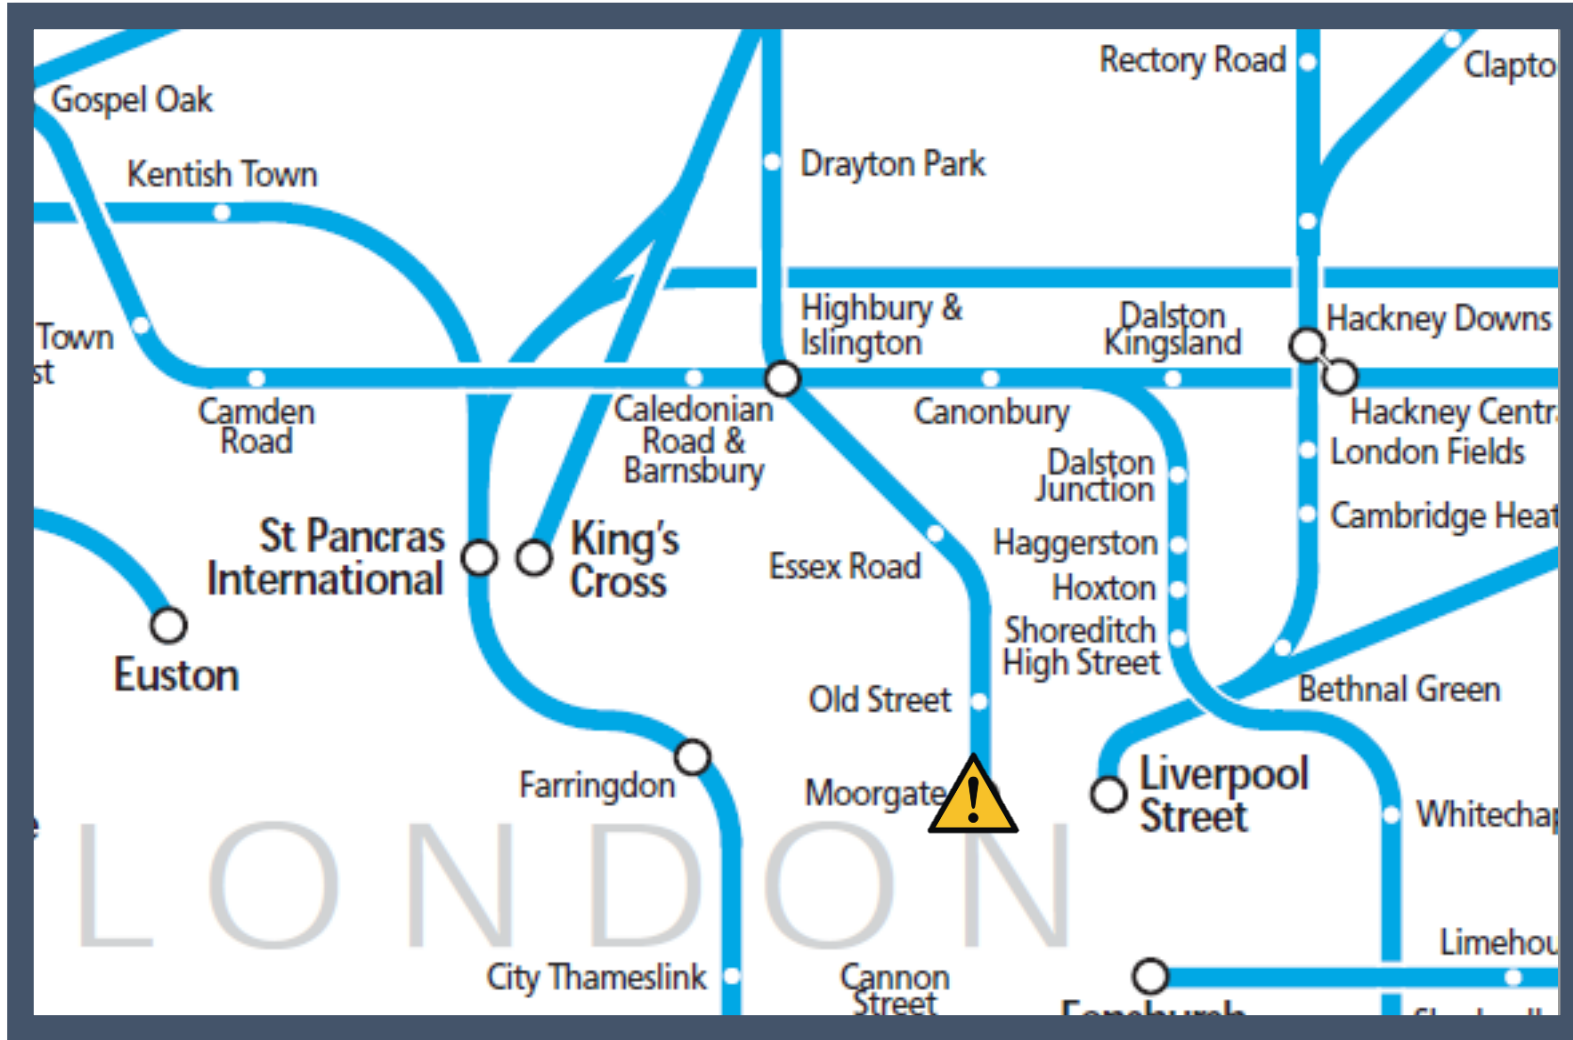 Rectory Road
Clapto
Gospel Oak
Kentish Town
Drayton Park
Highbury &
Islington
Dalston
Kingsland
Hackney Downs
Town
st
Camden
Road
Caledonian
Road &
Barnsbury
Canonbury
Hackney Centr
London Fields
Dalston
Junction
Cambridge Heat
St Pancras
International
King's
Cross
Essex Road
Haggerston
Hoxton
Shoreditch
High Street
Euston
Bethnal Green
Old Street
Farringdon
Moorgate
!
Liverpool
Street
Whitechap
LONDON
Limehou
City Thameslink
Cannon
Street
Fenchurch